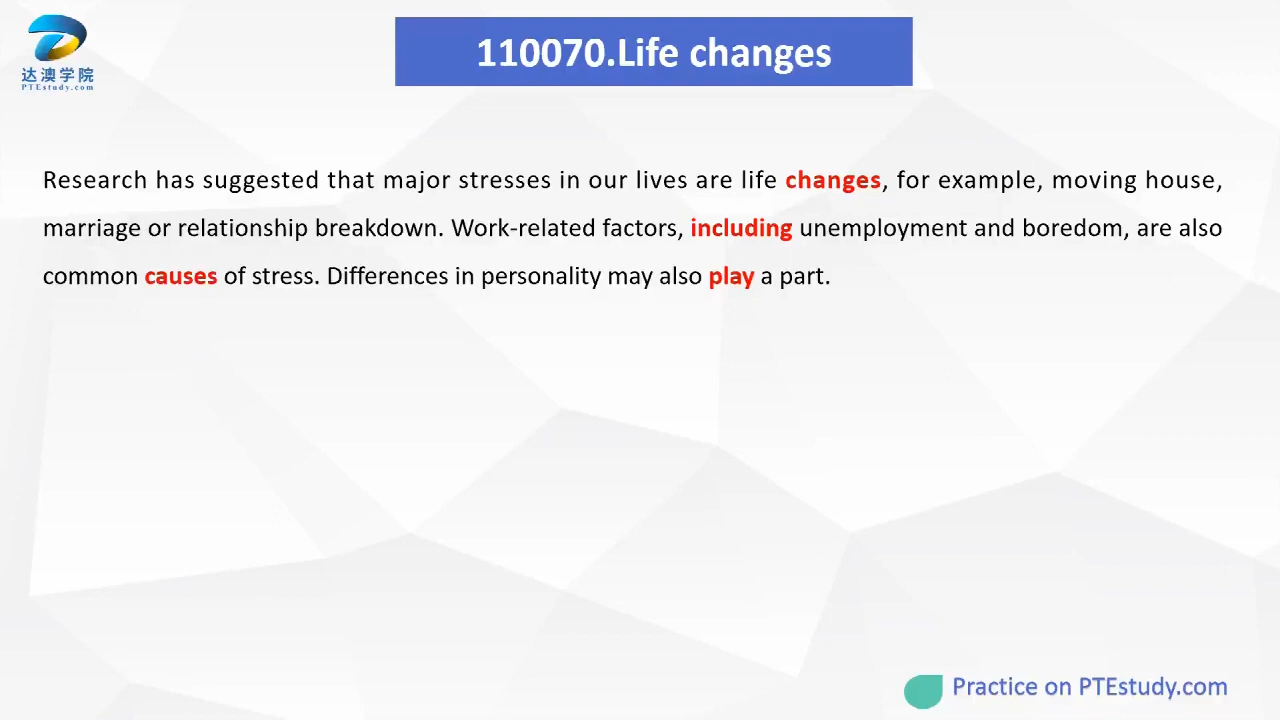 达澳学院
PTEstudy.com
110070.Life changes
Research has suggested that major stresses in our lives are life changes, for example, moving house,
marriage or relationship breakdown. Work-related factors, including unemployment and boredom, are also
common causes of stress. Differences in personality may also play a part.
Practice on PTEstudy.com